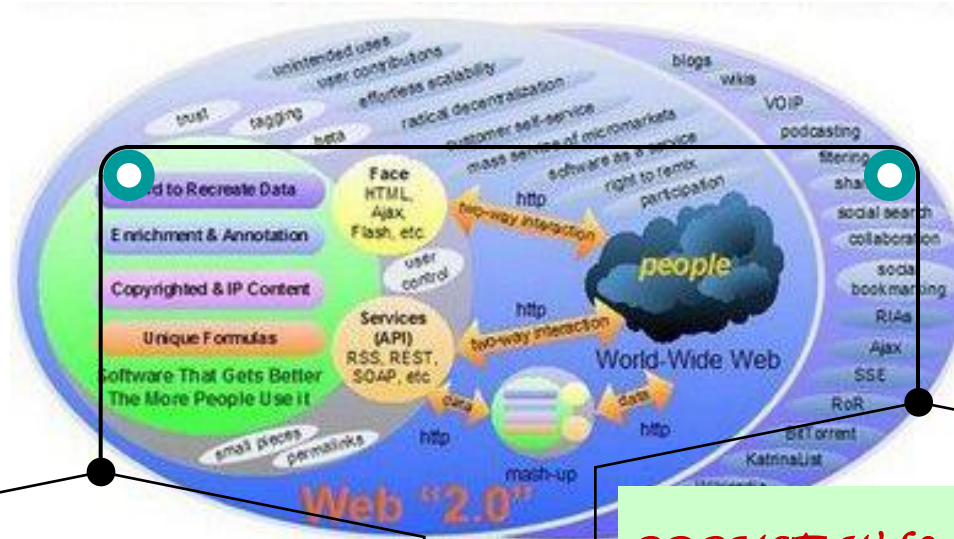 unintended uses
user contributions
effortless scalability
radical decentralization
customer self-service
mass service of micromarkets
software as a service
right to remix
participation
trust
tagging
beta
to Recreate Data
Enrichment & Annotation
Copyrighted & IP Content
Unique Formulas
Software That Gets Better
The More People Use it
Face
HTML,
Ajax,
Flash, etc
user
control
Services
(API)
RSS, REST,
SOAP, etc
http
two-way interaction
http
two-way interaction
people
World-Wide Web
data
http
data
http
mash-up
small pieces
permalinks
Web “2.0”
blogs
wikis
VOIP
podcasting
filtering
social search
collaboration
social
bookmarking
RIAs
Ajax
SSE
RoR
BitTorrent
KatrinaList